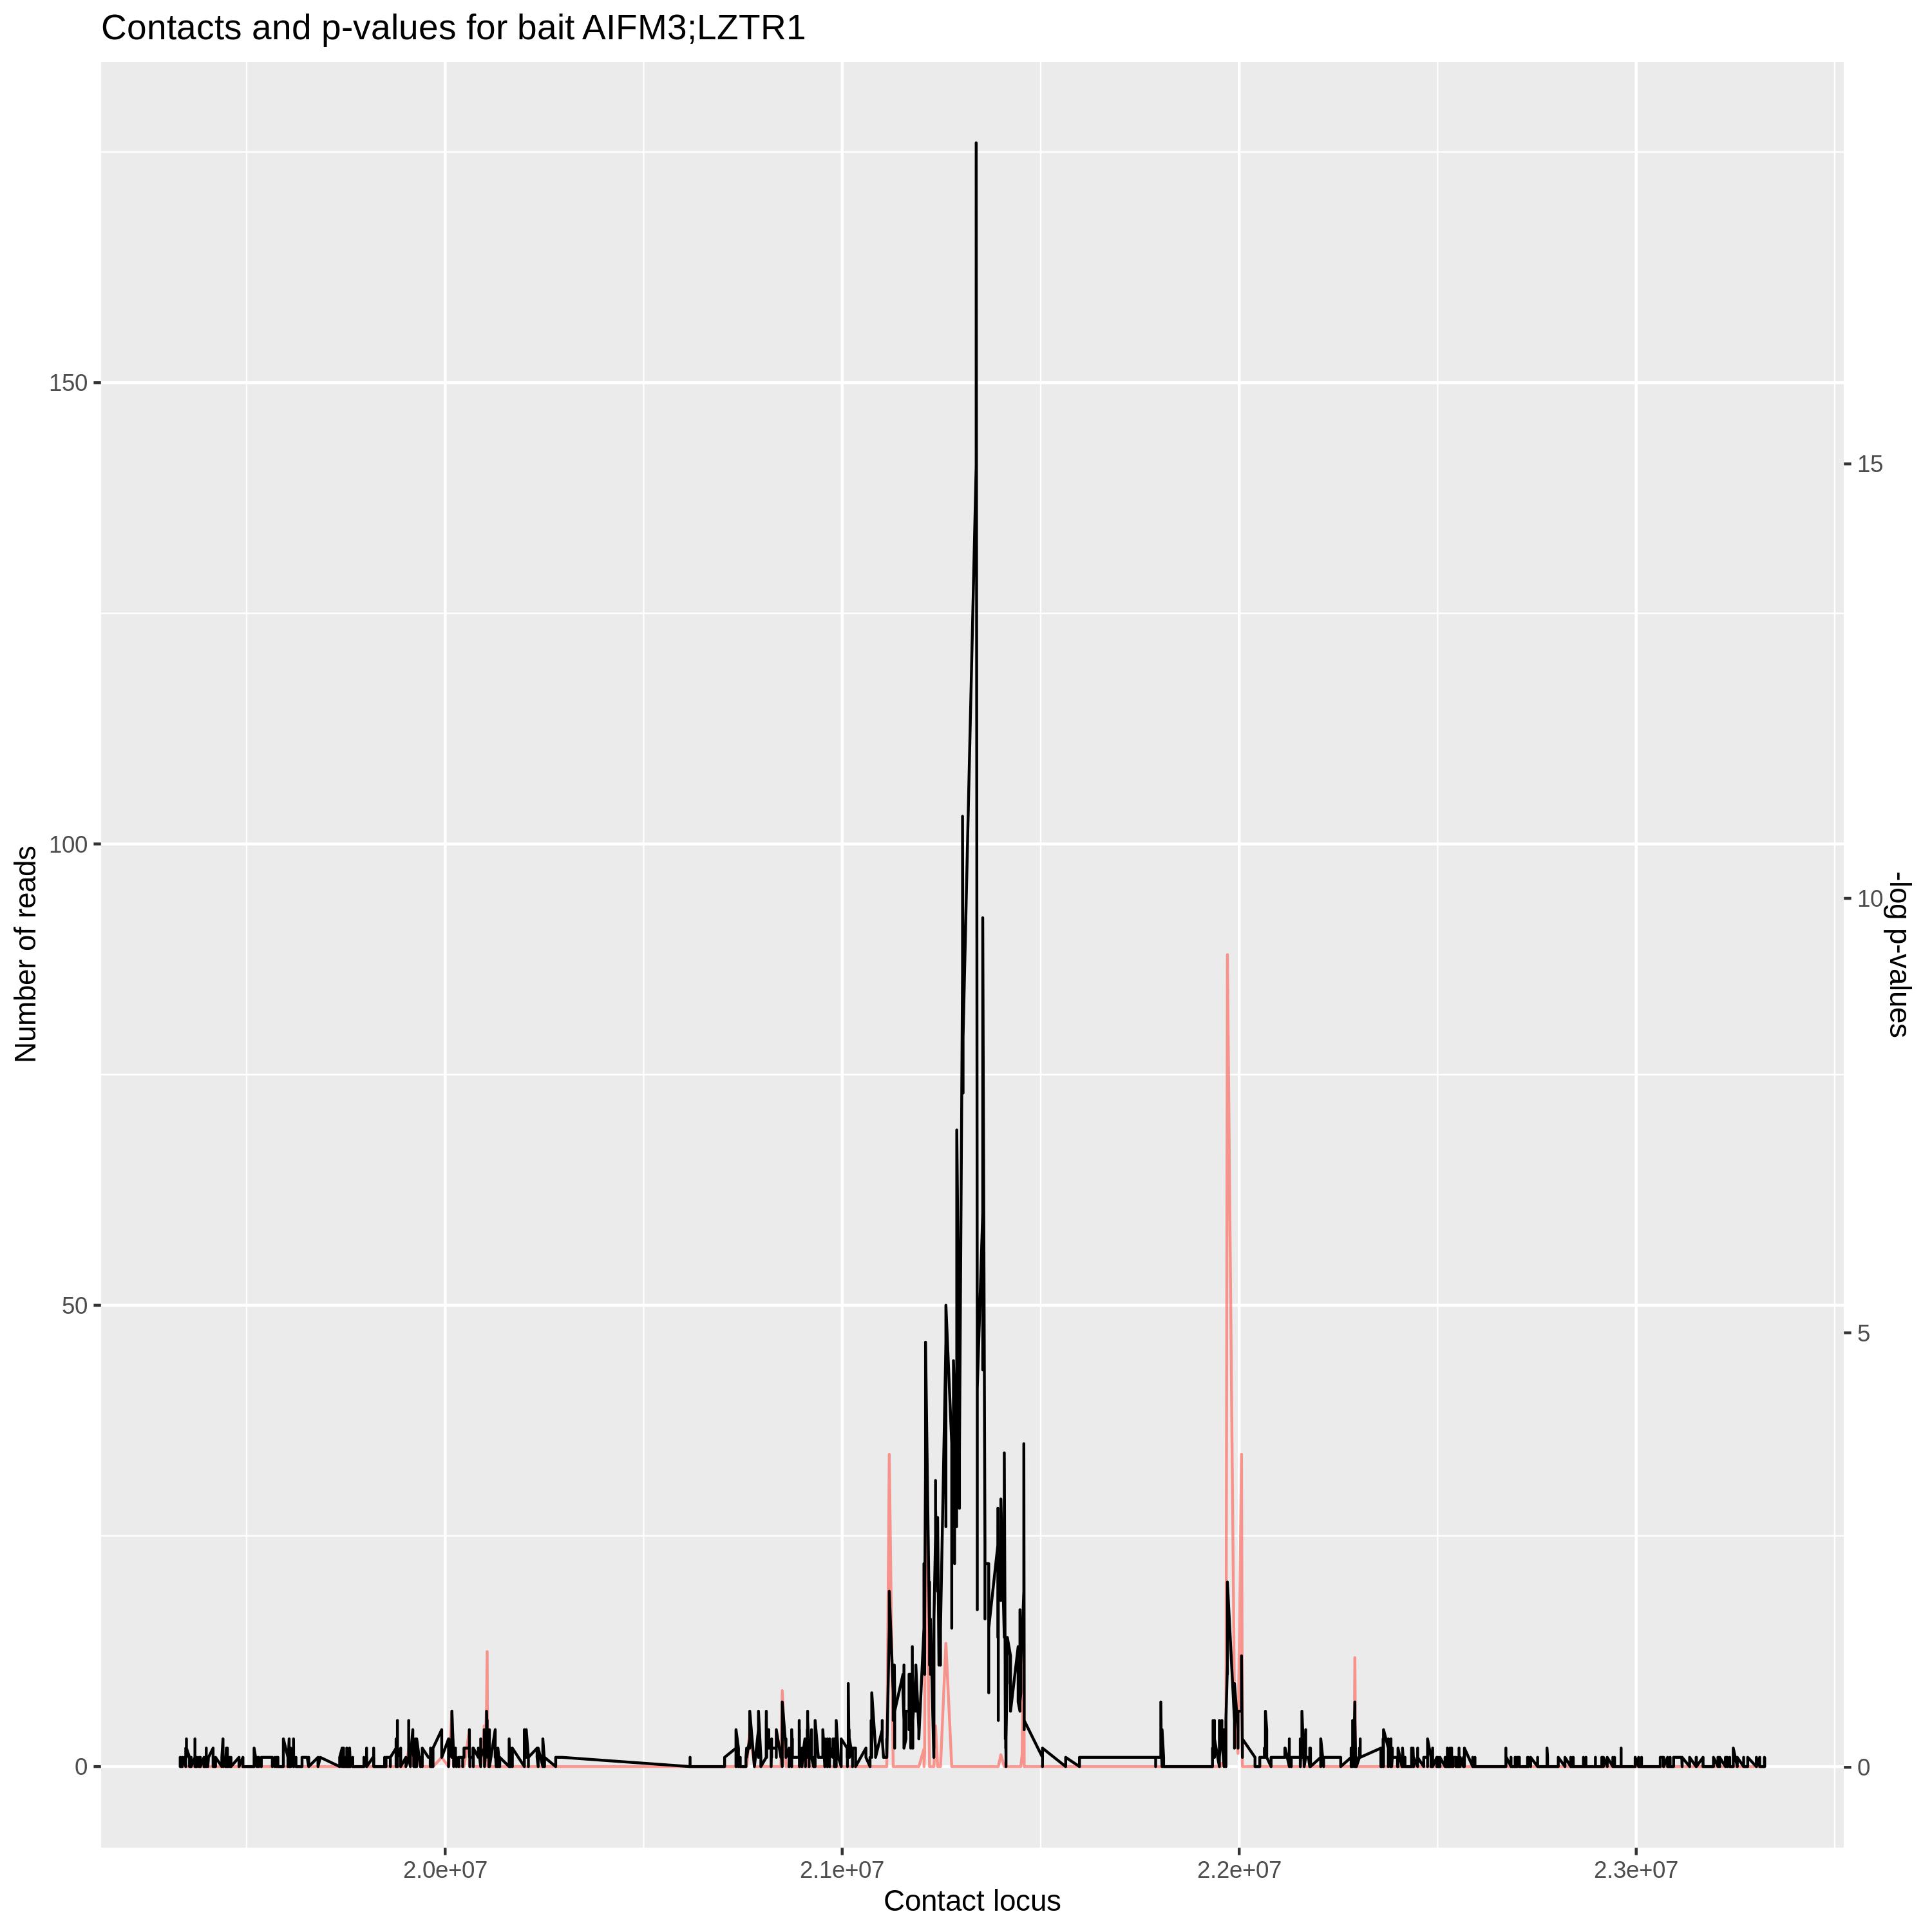 Contacts and p-values for bait AIFM3;LZTR1
Number of reads
150
100
50
0
15
10
5
0
-log p-values
2.0e+07 2.1e+07 2.2e+07 2.3e+07
Contact locus